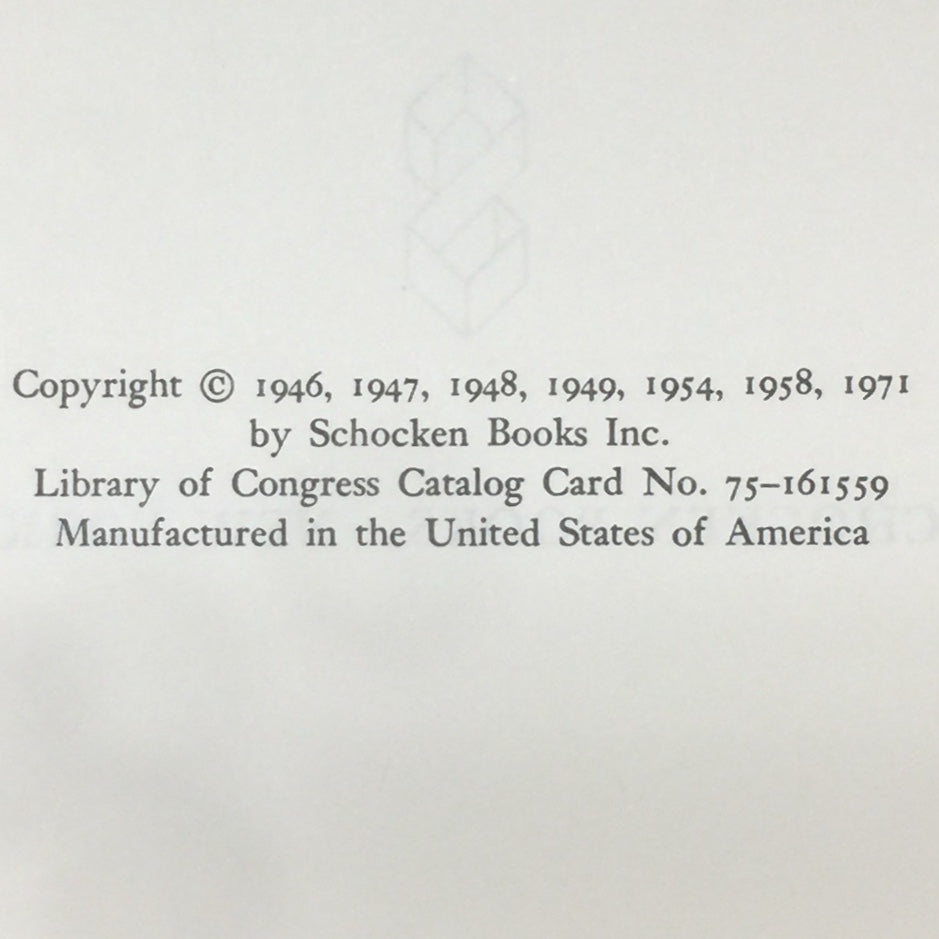 Copyright © 1946, 1947, 1948, 1949, 1954, 1958, 1971
by Schocken Books Inc.
Library of Congress Catalog Card No. 75–161559
Manufactured in the United States of America